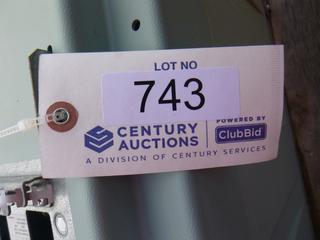 LOT NO
743
CENTURY
AUCTIONS
POWERED BY
ClubBid
A DIVISION OF CENTURY SERVICES